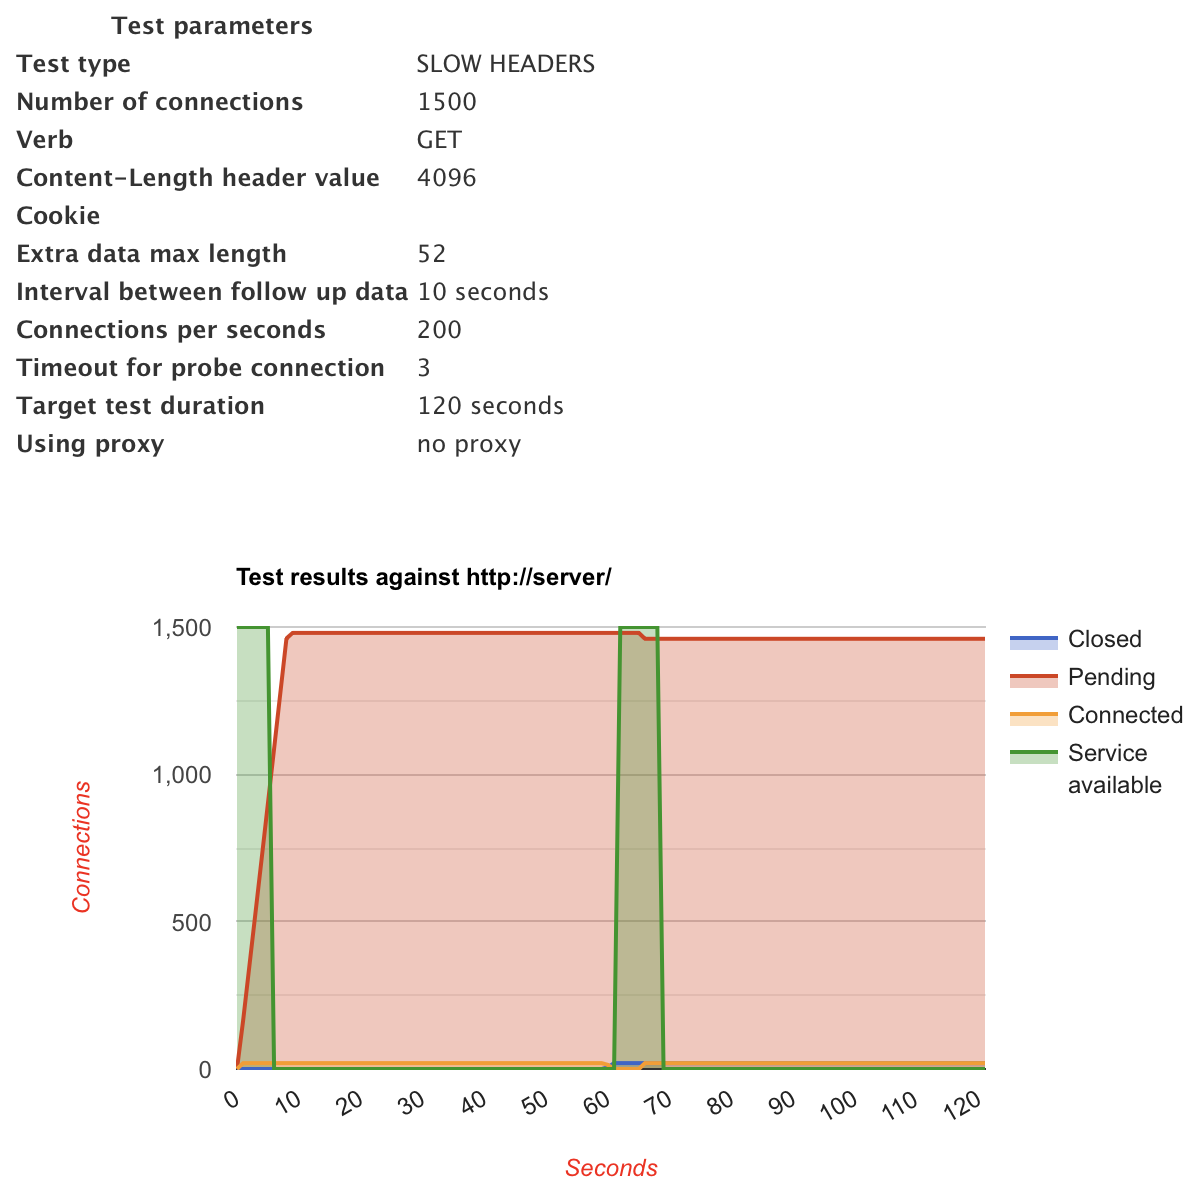 Test parameters
Test type SLOW HEADERS
Number of connections 1500
Verb GET
Content-Length header value 4096
Cookie
Extra data max length 52
Interval between follow up data 10 seconds
Connections per seconds 200
Timeout for probe connection 3
Target test duration 120 seconds
Using proxy no proxy
Test results against http://server/
1,500
1,000
500
0
Connections
0 10 20 30 40 50 60 70 80 90 100 110 120
Seconds
Closed
Pending
Connected
Service
available